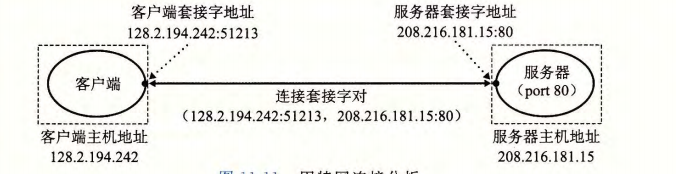 客户端套接字地址
128.2.194.242:51213
服务器套接字地址
208.216.181.15:80
客户端
服务器
（port 80）
连接套接字对
（128.2.194.242:51213，208.216.181.15:80）
客户端主机地址
128.2.194.242
服务器主机地址
208.216.181.15